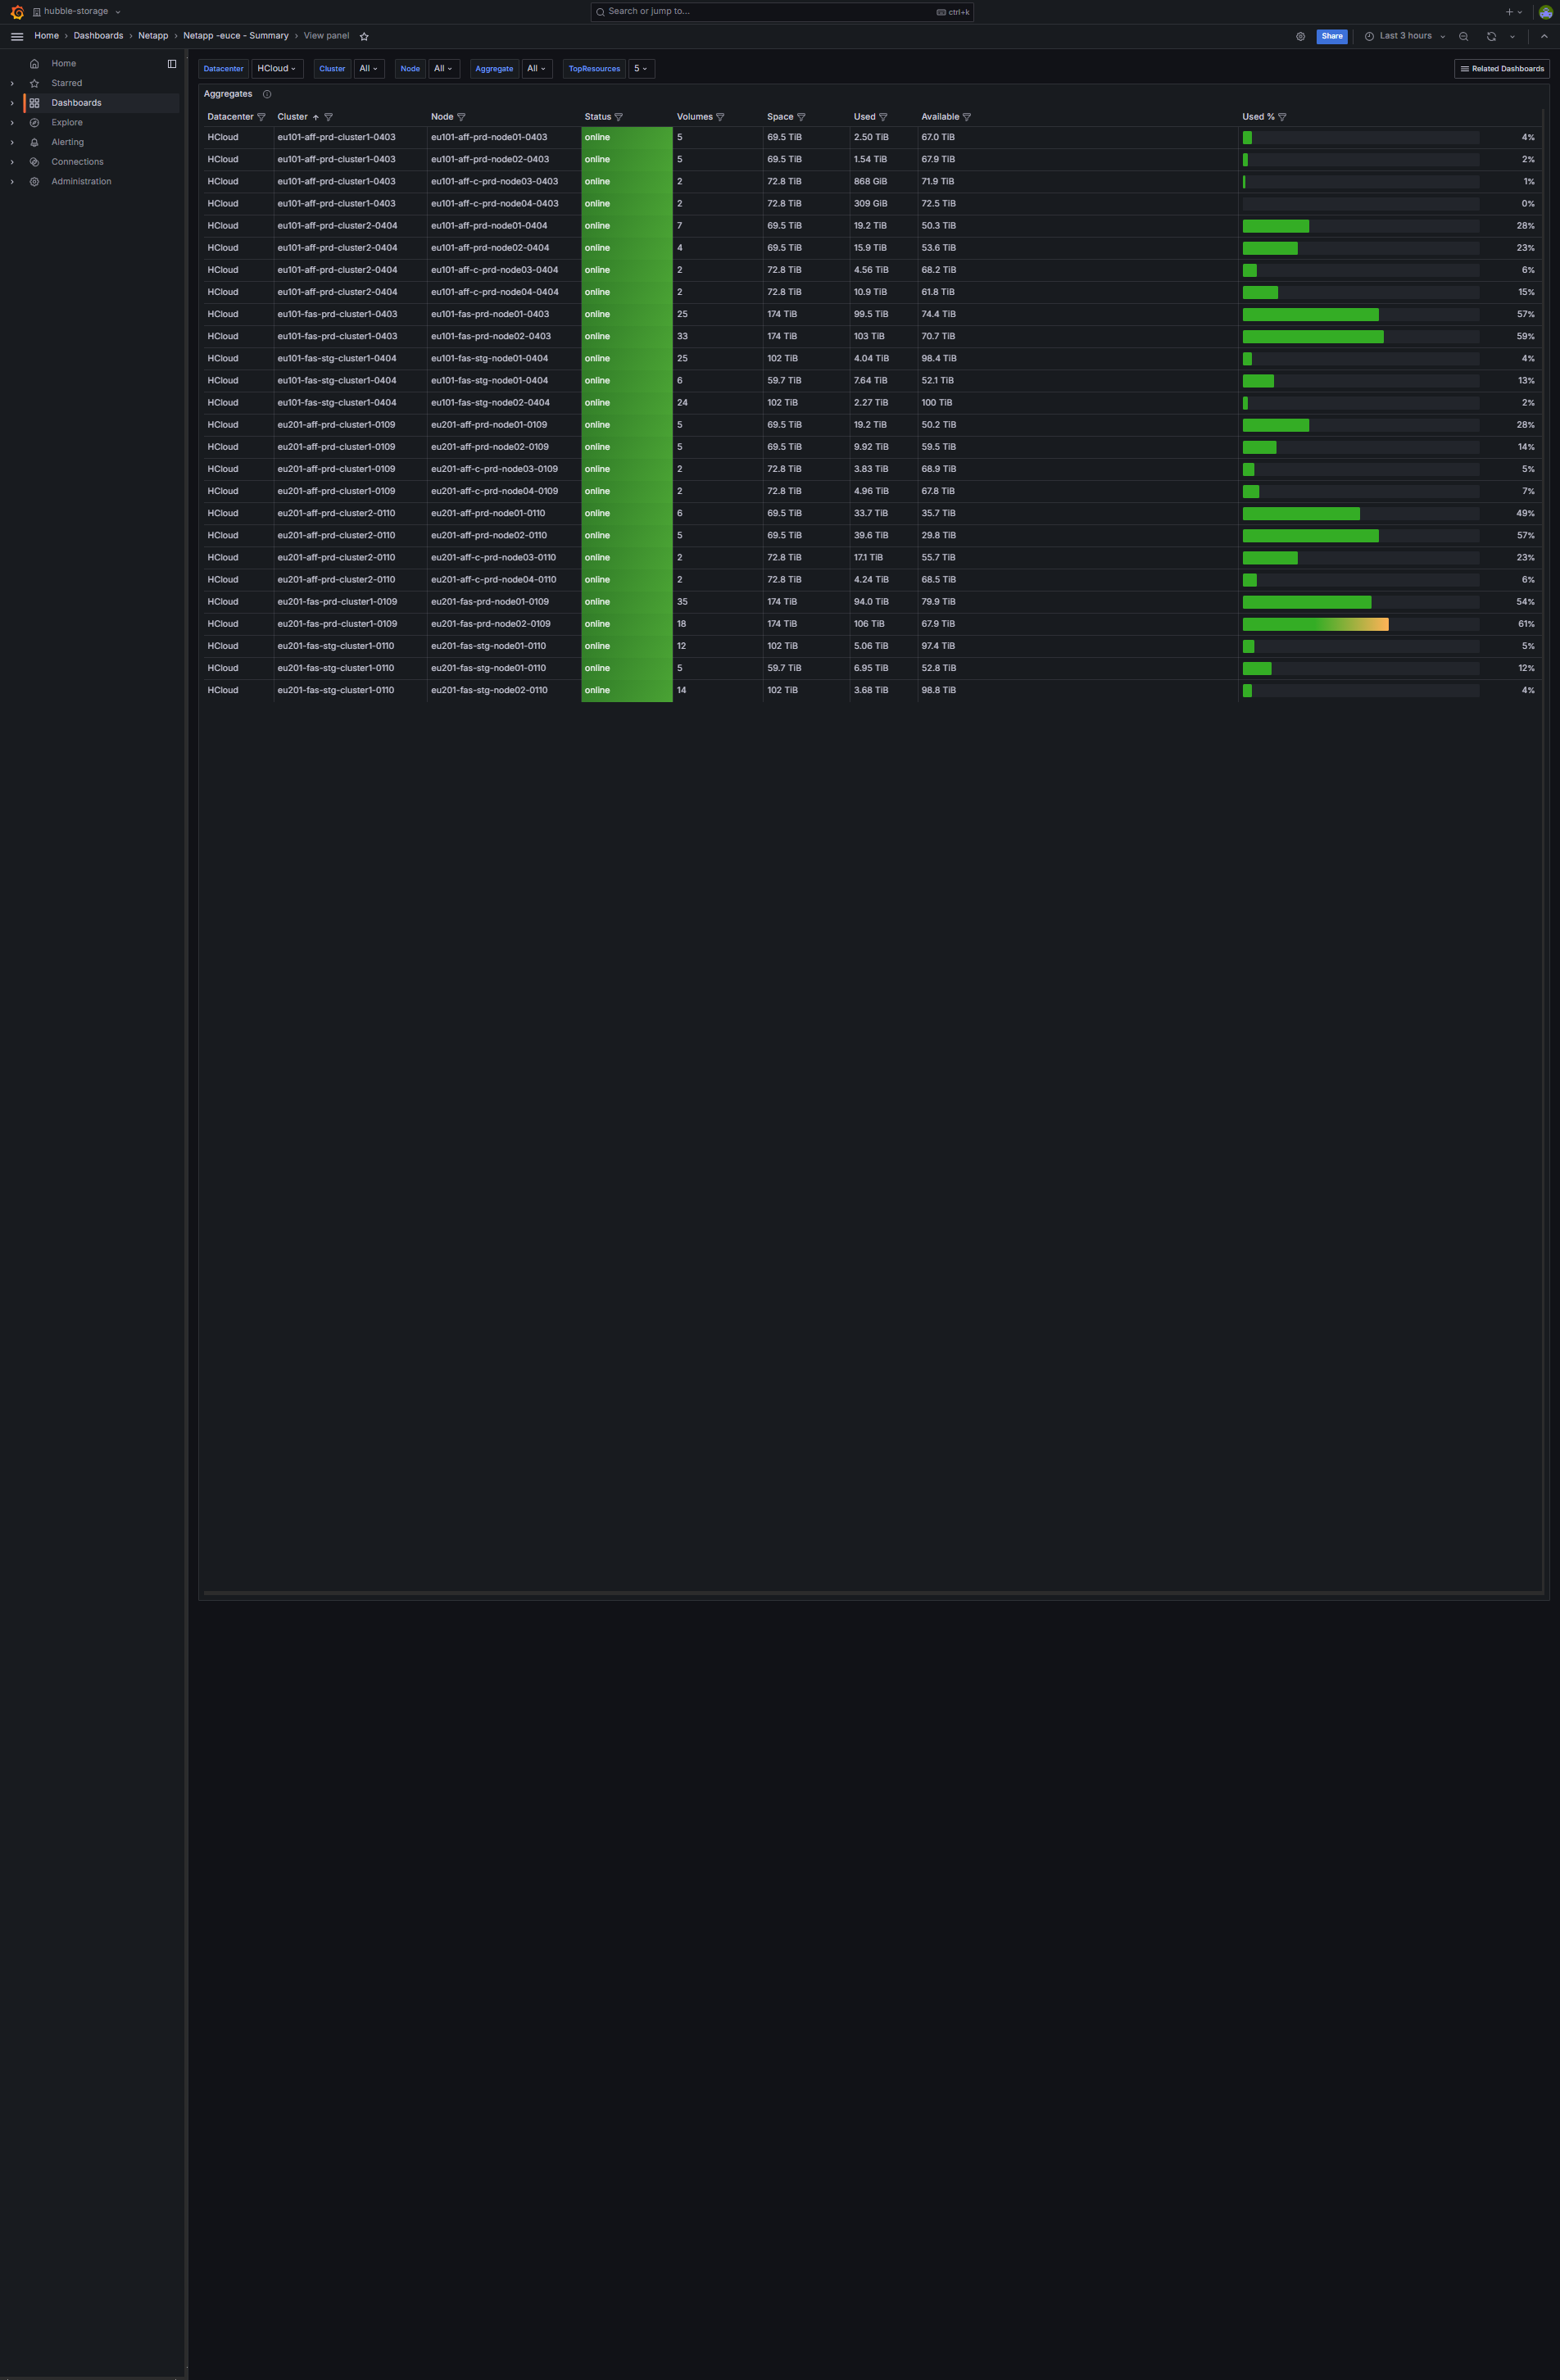 hubble-storage
Search or jump to...
ctrl+k
Home › Dashboards › Netapp › Netapp -euce - Summary › View panel
Share
Last 3 hours
Home
Starred
Dashboards
Explore
Alerting
Connections
Administration
Datacenter HCloud Cluster All Node All Aggregate All TopResources 5 Related Dashboards
Aggregates
Datacenter Cluster Node Status Volumes Space Used Available Used %
HCloud eu101-aff-prd-cluster1-0403 eu101-aff-prd-node01-0403 online 5 69.5 TiB 2.50 TiB 67.0 TiB 4%
HCloud eu101-aff-prd-cluster1-0403 eu101-aff-prd-node02-0403 online 5 69.5 TiB 1.54 TiB 67.9 TiB 2%
HCloud eu101-aff-prd-cluster1-0403 eu101-aff-c-prd-node03-0403 online 2 72.8 TiB 868 GiB 71.9 TiB 1%
HCloud eu101-aff-prd-cluster1-0403 eu101-aff-c-prd-node04-0403 online 2 72.8 TiB 309 GiB 72.5 TiB 0%
HCloud eu101-aff-prd-cluster2-0404 eu101-aff-prd-node01-0404 online 7 69.5 TiB 19.2 TiB 50.3 TiB 28%
HCloud eu101-aff-prd-cluster2-0404 eu101-aff-prd-node02-0404 online 4 69.5 TiB 15.9 TiB 53.6 TiB 23%
HCloud eu101-aff-prd-cluster2-0404 eu101-aff-c-prd-node03-0404 online 2 72.8 TiB 4.56 TiB 68.2 TiB 6%
HCloud eu101-aff-prd-cluster2-0404 eu101-aff-c-prd-node04-0404 online 2 72.8 TiB 10.9 TiB 61.8 TiB 15%
HCloud eu101-fas-prd-cluster1-0403 eu101-fas-prd-node01-0403 online 25 174 TiB 99.5 TiB 74.4 TiB 57%
HCloud eu101-fas-prd-cluster1-0403 eu101-fas-prd-node02-0403 online 33 174 TiB 103 TiB 70.7 TiB 59%
HCloud eu101-fas-stg-cluster1-0404 eu101-fas-stg-node01-0404 online 25 102 TiB 4.04 TiB 98.4 TiB 4%
HCloud eu101-fas-stg-cluster1-0404 eu101-fas-stg-node01-0404 online 6 59.7 TiB 7.64 TiB 52.1 TiB 13%
HCloud eu101-fas-stg-cluster1-0404 eu101-fas-stg-node02-0404 online 24 102 TiB 2.27 TiB 100 TiB 2%
HCloud eu201-aff-prd-cluster1-0109 eu201-aff-prd-node01-0109 online 5 69.5 TiB 19.2 TiB 50.2 TiB 28%
HCloud eu201-aff-prd-cluster1-0109 eu201-aff-prd-node02-0109 online 5 69.5 TiB 9.92 TiB 59.5 TiB 14%
HCloud eu201-aff-prd-cluster1-0109 eu201-aff-c-prd-node03-0109 online 2 72.8 TiB 3.83 TiB 68.9 TiB 5%
HCloud eu201-aff-prd-cluster1-0109 eu201-aff-c-prd-node04-0109 online 2 72.8 TiB 4.96 TiB 67.8 TiB 7%
HCloud eu201-aff-prd-cluster2-0110 eu201-aff-prd-node01-0110 online 6 69.5 TiB 33.7 TiB 35.7 TiB 49%
HCloud eu201-aff-prd-cluster2-0110 eu201-aff-prd-node02-0110 online 5 69.5 TiB 39.6 TiB 29.8 TiB 57%
HCloud eu201-aff-prd-cluster2-0110 eu201-aff-c-prd-node03-0110 online 2 72.8 TiB 17.1 TiB 55.7 TiB 23%
HCloud eu201-aff-prd-cluster2-0110 eu201-aff-c-prd-node04-0110 online 2 72.8 TiB 4.24 TiB 68.5 TiB 6%
HCloud eu201-fas-prd-cluster1-0109 eu201-fas-prd-node01-0109 online 35 174 TiB 94.0 TiB 79.9 TiB 54%
HCloud eu201-fas-prd-cluster1-0109 eu201-fas-prd-node02-0109 online 18 174 TiB 106 TiB 67.9 TiB 61%
HCloud eu201-fas-stg-cluster1-0110 eu201-fas-stg-node01-0110 online 12 102 TiB 5.06 TiB 97.4 TiB 5%
HCloud eu201-fas-stg-cluster1-0110 eu201-fas-stg-node01-0110 online 5 59.7 TiB 6.95 TiB 52.8 TiB 12%
HCloud eu201-fas-stg-cluster1-0110 eu201-fas-stg-node02-0110 online 14 102 TiB 3.68 TiB 98.8 TiB 4%